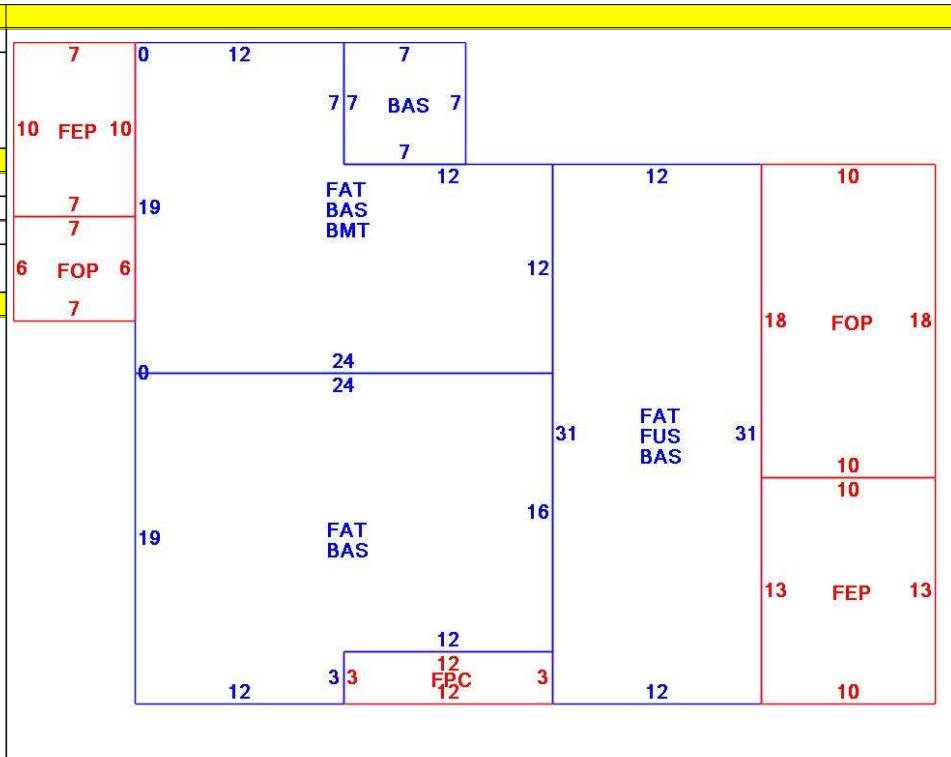 7 0 12 7
10 FEP 10 7 7 BAS 7
7
12 12 10
FAT
BAS
BMT
7 19
7
6 FOP 6 12
7
18 FOP 18
0 24
24
FAT
FUS
BAS
31 31
10
10
16
FAT
BAS
19
13 FEP 13
12
12
3 3 FPC 3
12 12 12 10